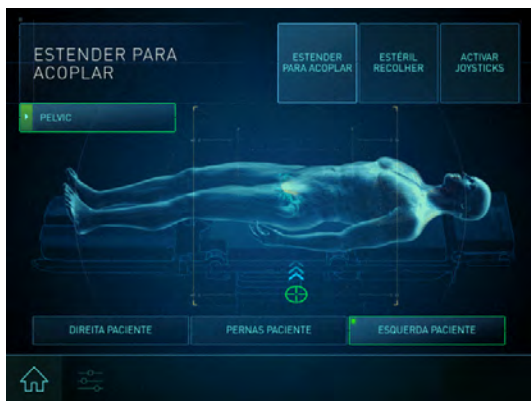 ESTENDER PARA
ACOPLAR
ESTENDER
PARA ACOPLAR
ESTÉRIL
RECOLHER
ACTIVAR
JOYSTICKS
PELVIC
DIREITA PACIENTE
PERNAS PACIENTE
ESQUERDA PACIENTE